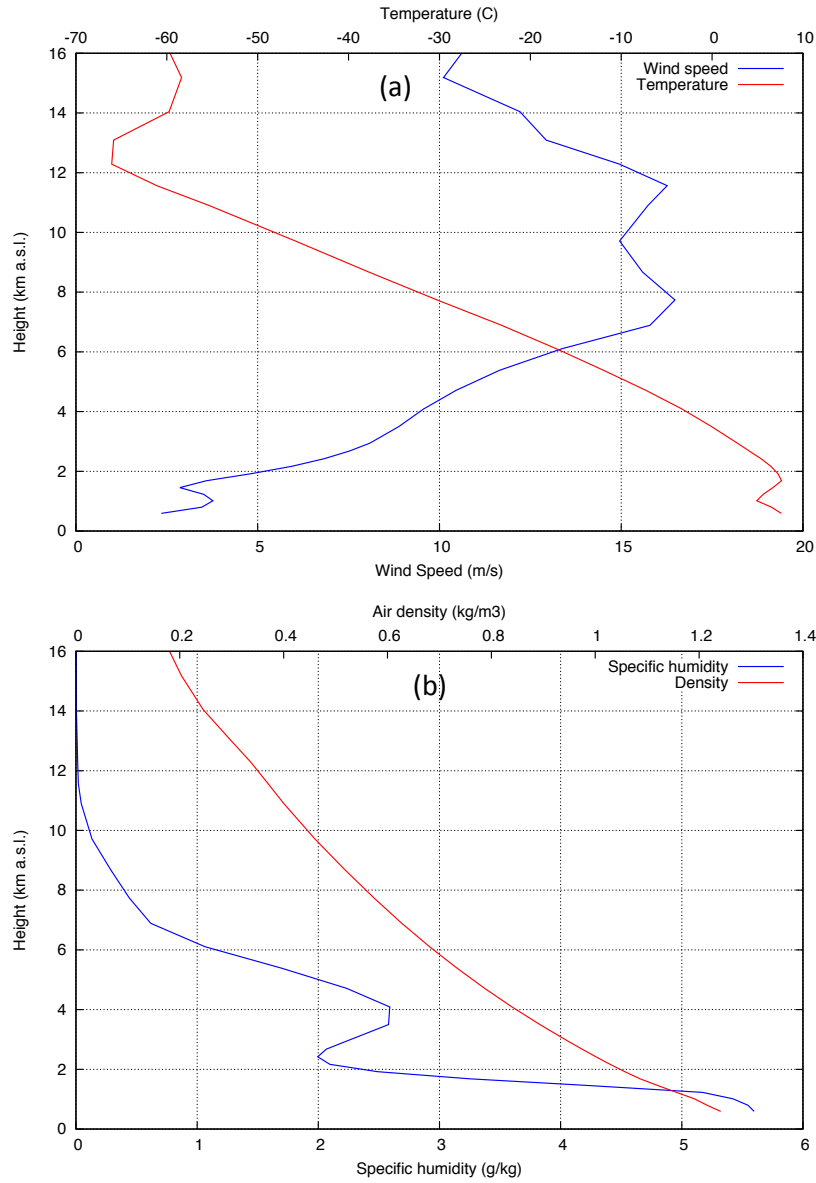 Temperature (C)
-70 -60 -50 -40 -30 -20 -10 0 10
16
14
12
10
8
6
4
2
0
Height (km a.s.l.)
(a)
Wind speed
Temperature
0 5 10 15 20
Wind Speed (m/s)
Air density (kg/m3)
0 0.2 0.4 0.6 0.8 1 1.2 1.4
16
14
12
10
8
6
4
2
0
Height (km a.s.l.)
(b)
Specific humidity
Density
0 1 2 3 4 5 6
Specific humidity (g/kg)